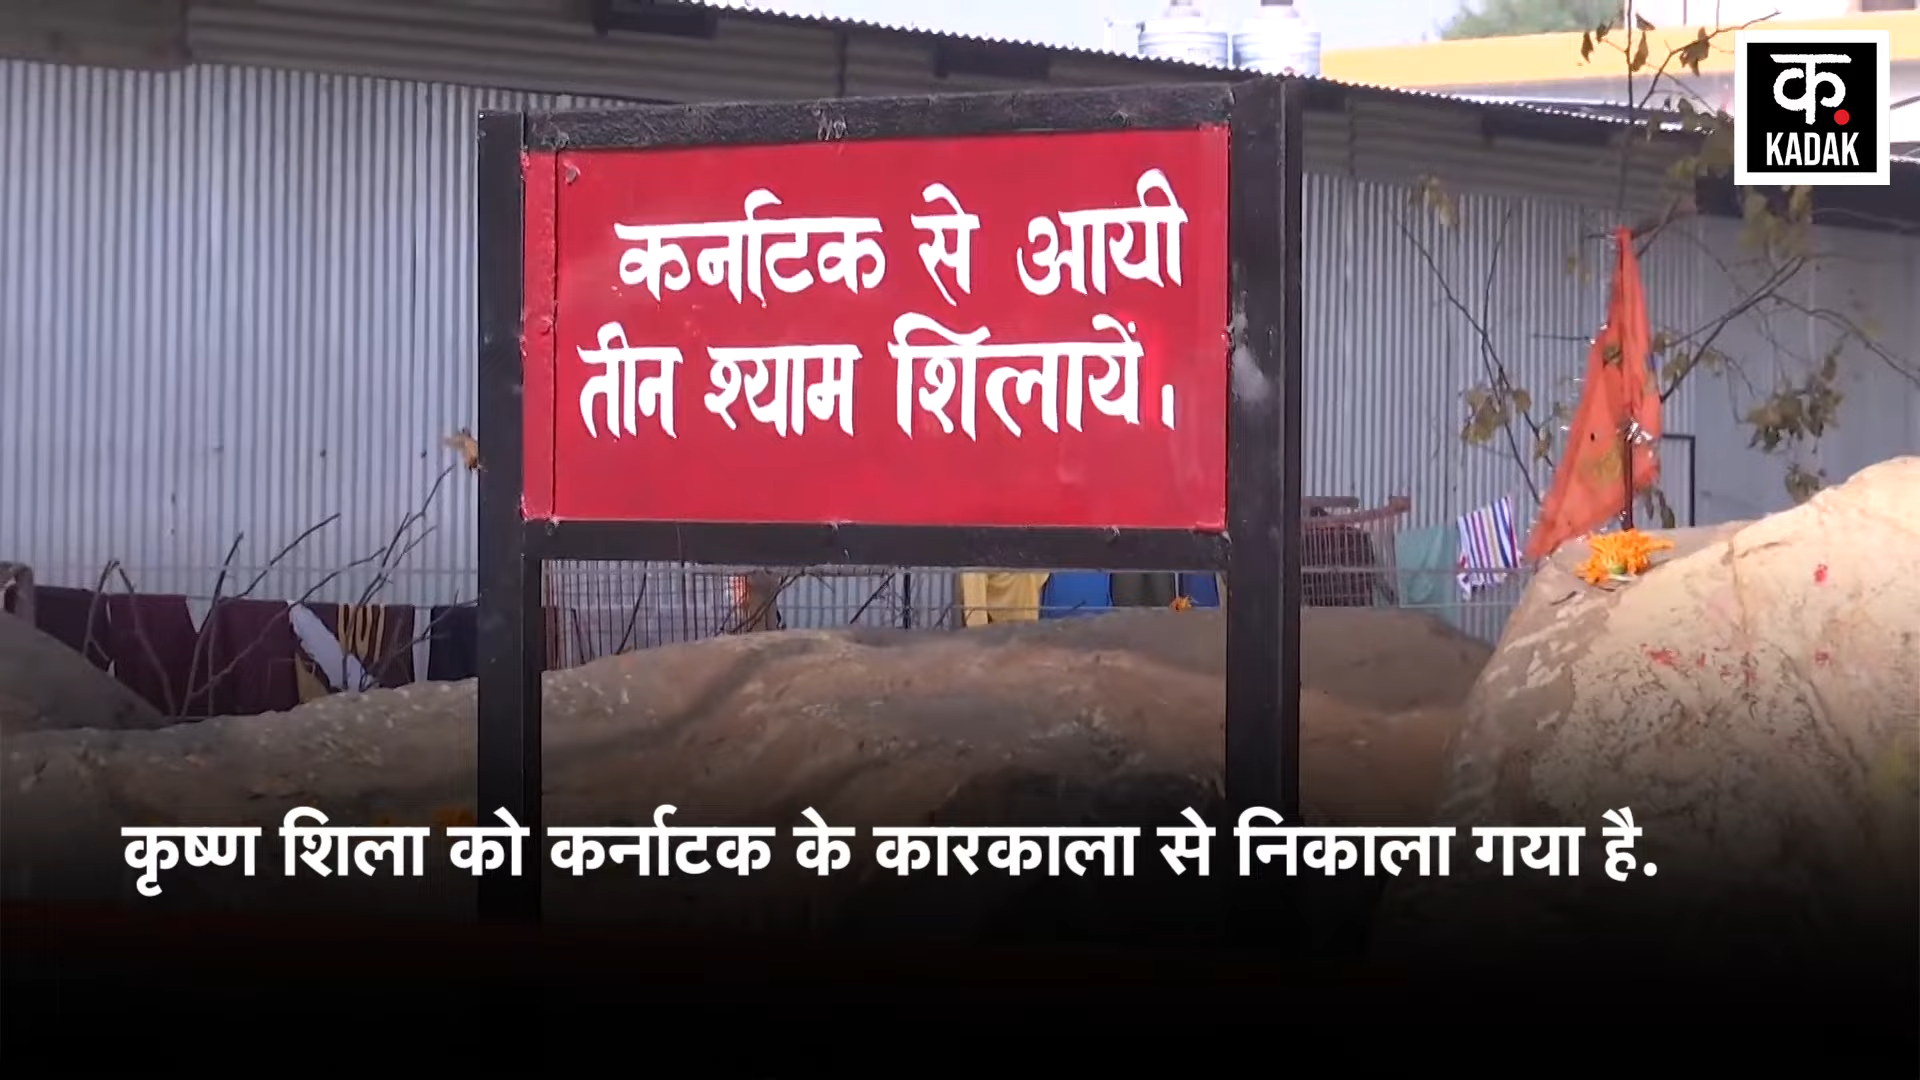 क.
KADAK
कर्नाटक से आयी
तीन श्याम शिलायें।
कृष्ण शिला को कर्नाटक के कारकाला से निकाला गया है.